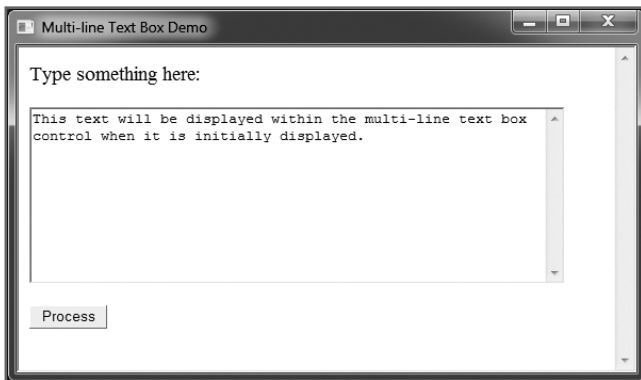 Multi-line Text Box Demo
Type something here:
This text will be displayed within the multi-line text box
control when it is initially displayed.
Process